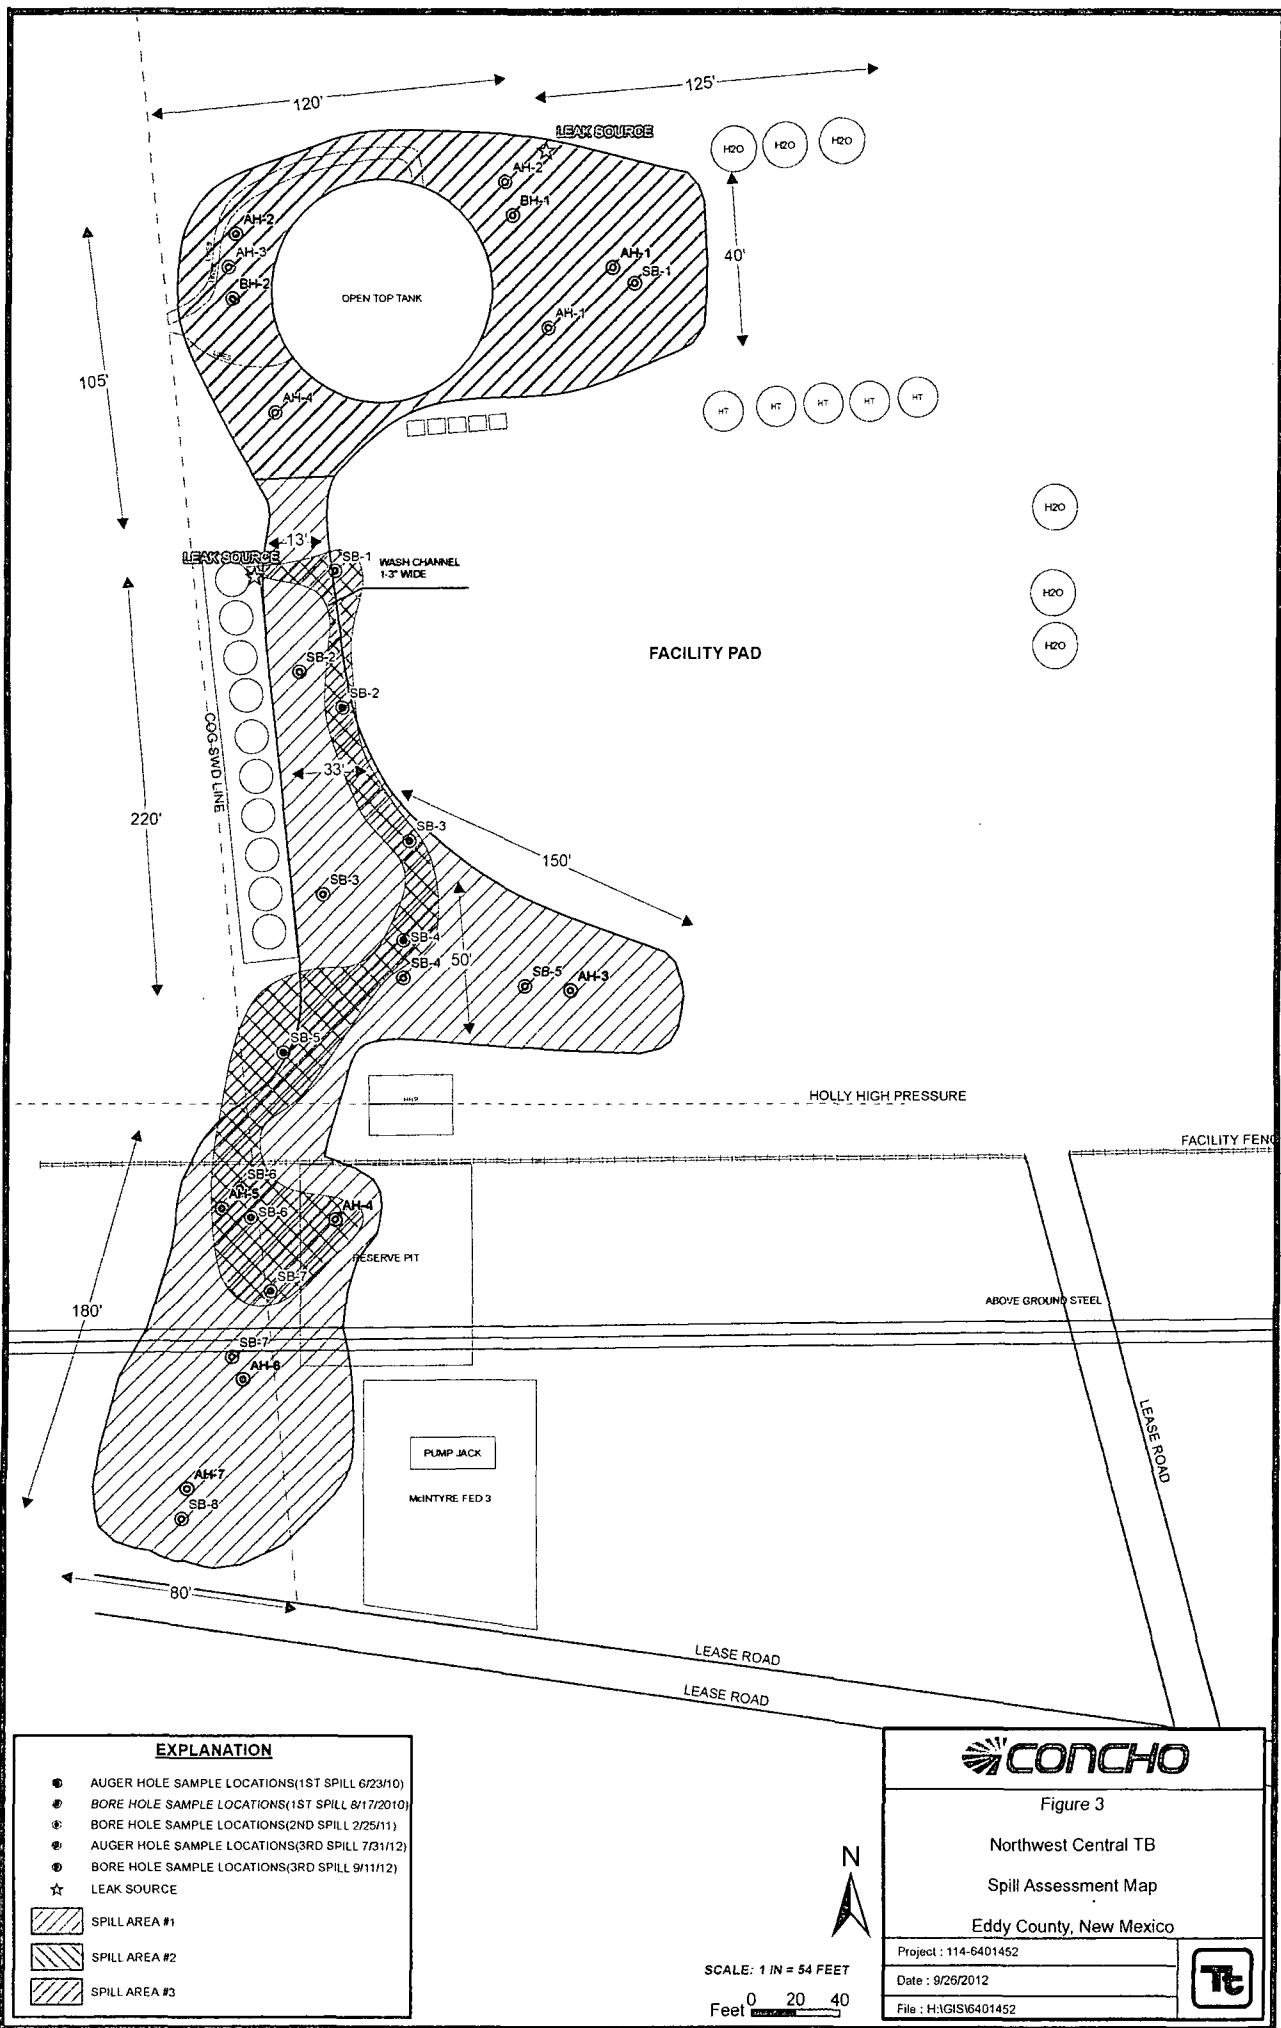 120'
125'
LEAK SOURCE
H2O
H2O
H2O
AH-2
BH-1
AH-2
AH-3
BH-2
AH-1
SB-1
40'
OPEN TOP TANK
AH-1
LINES
105'
AH-4
HT
HT
HT
HT
HT
H2O
13'
LEAK SOURCE
SB-1
WASH CHANNEL
1-3" WIDE
H2O
H2O
FACILITY PAD
SB-2
SB-2
COG-SWD LINE
33'
220'
SB-3
150'
SB-3
SB-4
SB-4
50'
SB-5
AH-3
SB-5
HHP
HOLLY HIGH PRESSURE
FACILITY FENC
SB-6
AH-5
SB-6
AH-4
RESERVE PIT
SB-7
180'
ABOVE GROUND STEEL
SB-7
AH-6
LEASE ROAD
PUMP JACK
McINTYRE FED 3
AH-7
SB-8
80'
LEASE ROAD
LEASE ROAD
EXPLANATION
AUGER HOLE SAMPLE LOCATIONS(1ST SPILL 6/23/10)
BORE HOLE SAMPLE LOCATIONS(1ST SPILL 8/17/2010)
BORE HOLE SAMPLE LOCATIONS(2ND SPILL 2/25/11)
AUGER HOLE SAMPLE LOCATIONS(3RD SPILL 7/31/12)
BORE HOLE SAMPLE LOCATIONS(3RD SPILL 9/11/12)
LEAK SOURCE
SPILL AREA #1
SPILL AREA #2
SPILL AREA #3
N
SCALE: 1 IN = 54 FEET
Feet 0 20 40
CONCHO
Figure 3
Northwest Central TB
Spill Assessment Map
Eddy County, New Mexico
Project : 114-6401452
Date : 9/26/2012
File : H:\GIS\6401452
Tt